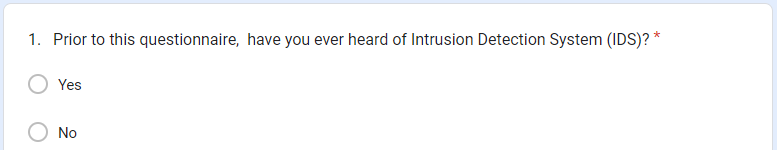 1. Prior to this questionnaire, have you ever heard of Intrusion Detection System (IDS)? *
Yes
No